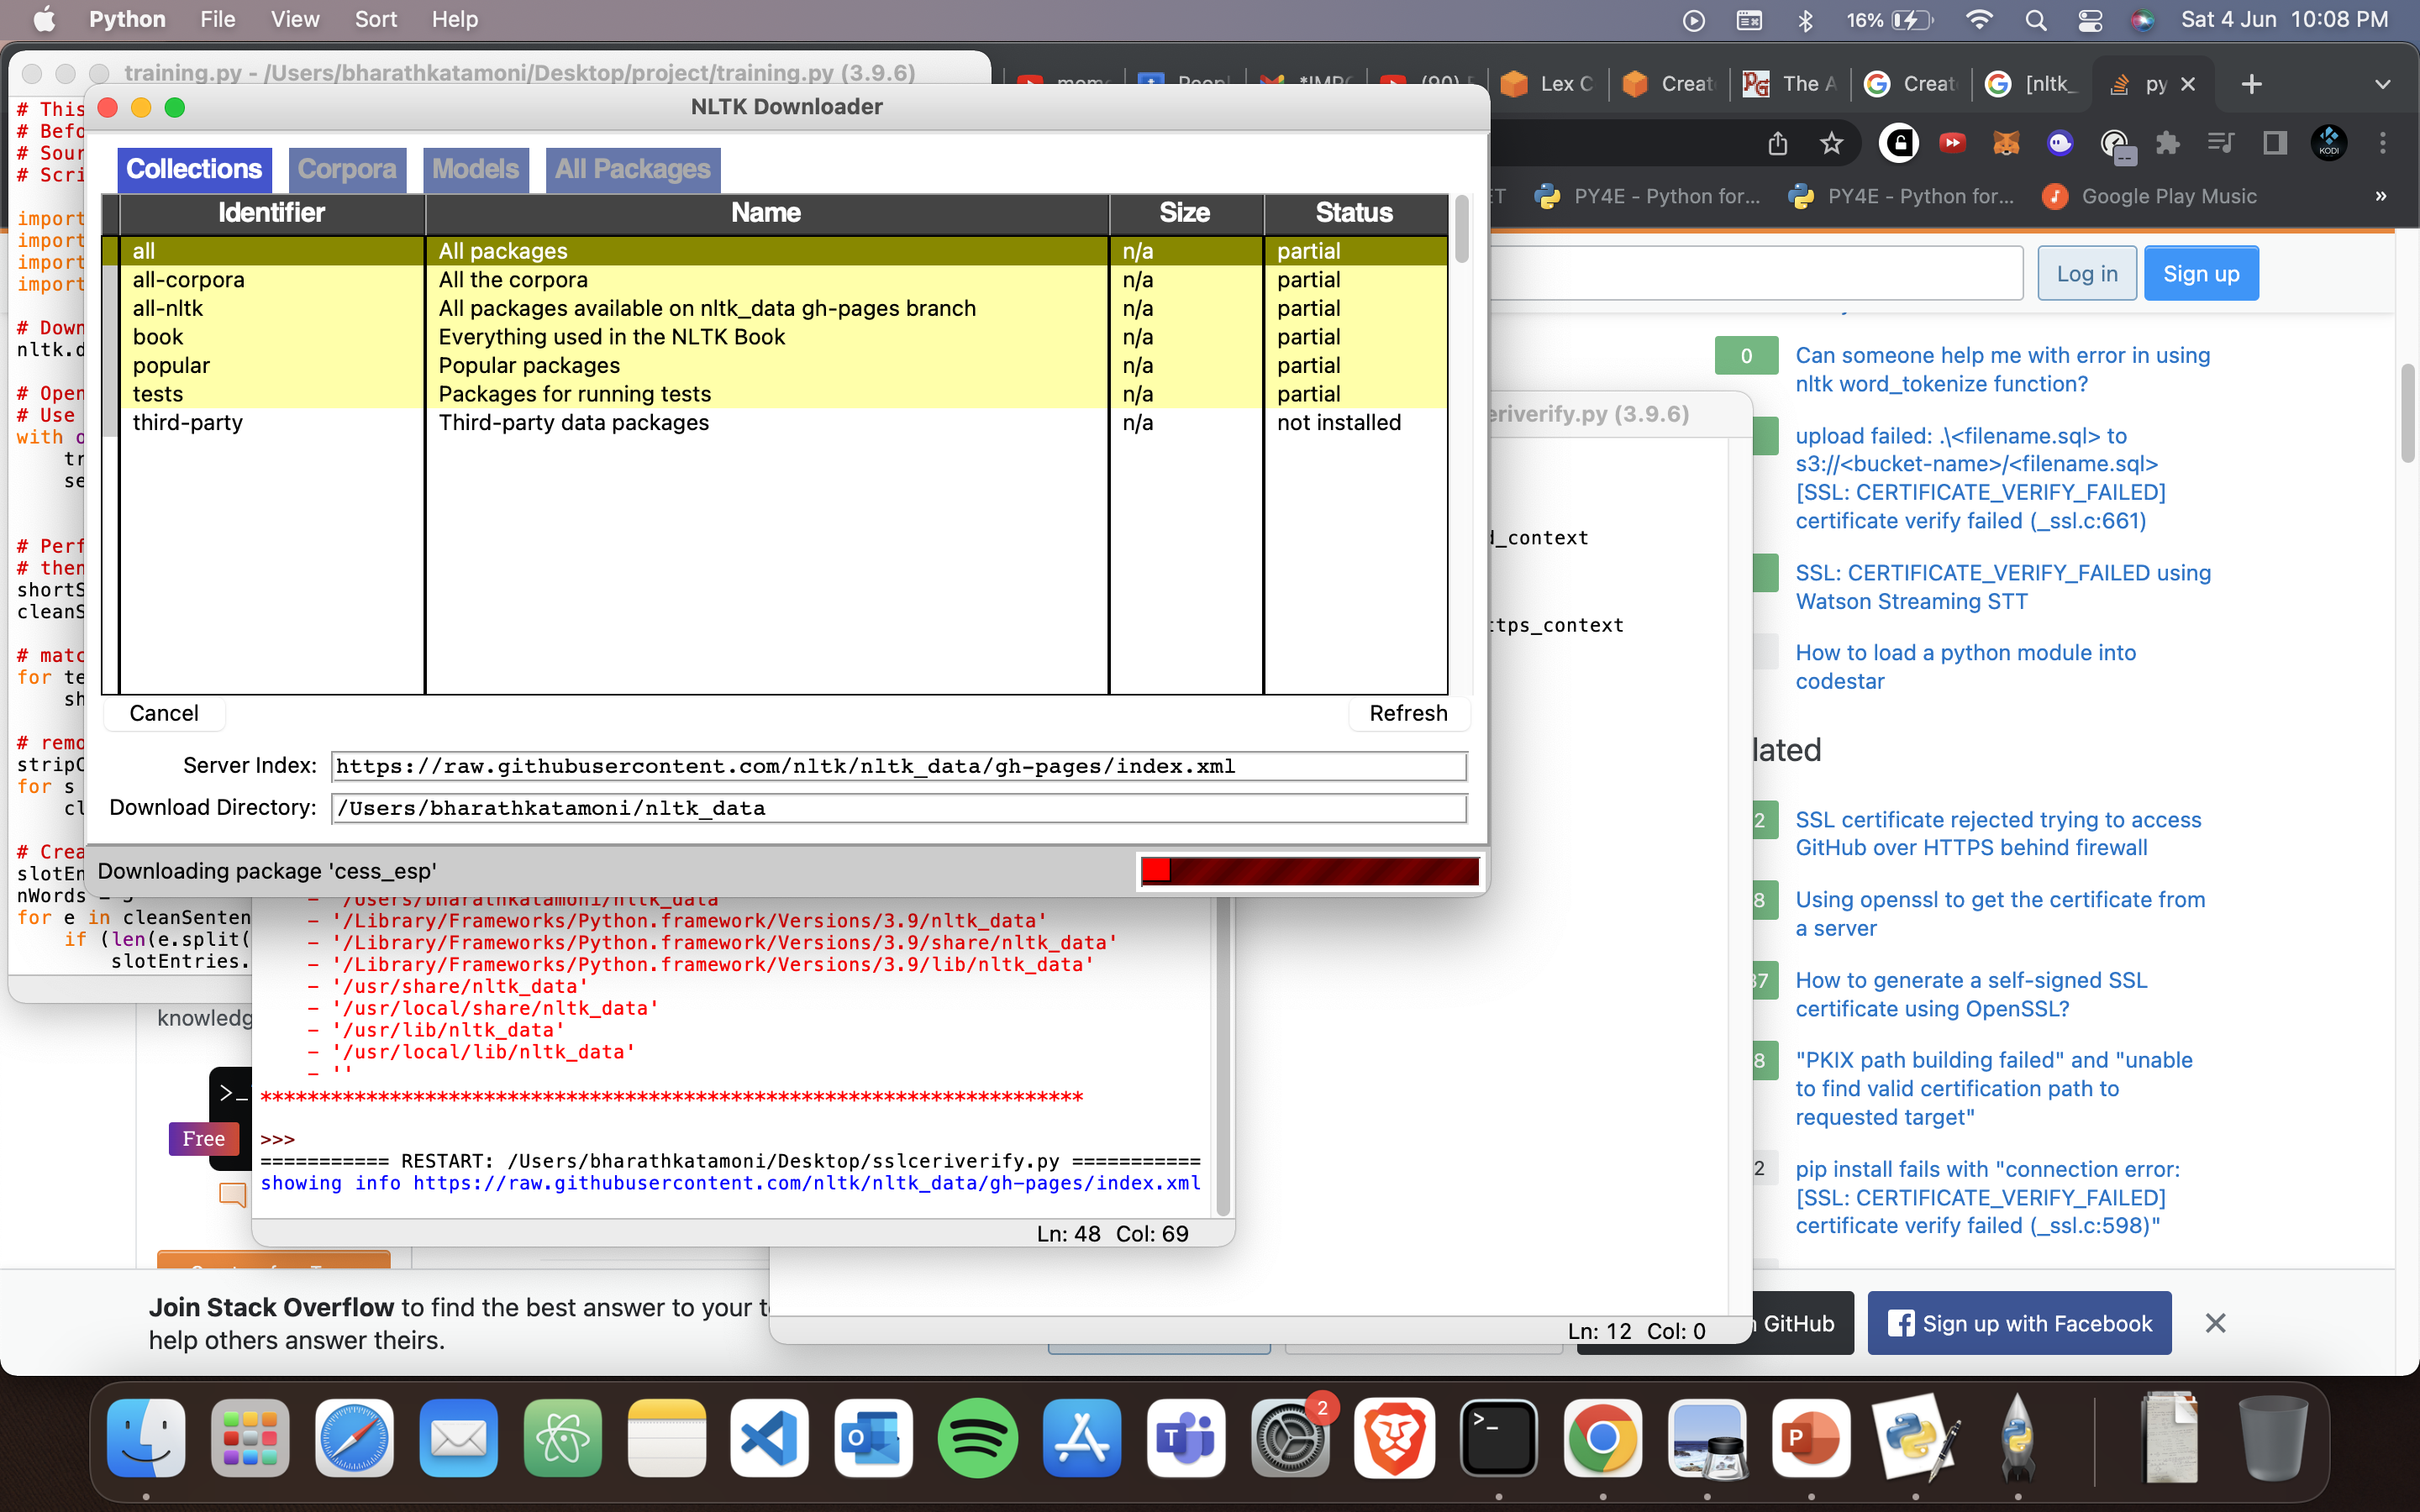 Python File View Sort Help 16% Sat 4 Jun 10:08 PM
training.py - /Users/bharathkatamoni/Desktop/project/training.py (3.9.6)
Lex C
Creat
The A
Creat
[nltk_
py
NLTK Downloader
Collections Corpora Models All Packages
Identifier Name Size Status
all All packages n/a partial
all-corpora All the corpora n/a partial
all-nltk All packages available on nltk_data gh-pages branch n/a partial
book Everything used in the NLTK Book n/a partial
popular Popular packages n/a partial
tests Packages for running tests n/a partial
third-party Third-party data packages n/a not installed
Cancel Refresh
Server Index: https://raw.githubusercontent.com/nltk/nltk_data/gh-pages/index.xml
Download Directory: /Users/bharathkatamoni/nltk_data
Downloading package 'cess_esp'
# This
# Befo
# Sour
# Scri
import
import
import
import
# Down
nltk.d
# Open
# Use
with o
tr
se
# Perf
# then
shortS
cleanS
# matc
for te
sh
# remo
stripC
for s
cl
# Crea
slotEn
nWords
for e in cleanSenten
if (len(e.split(
slotEntries.
knowledg
>_
Free
- '/Users/bharathkatamoni/nltk_data'
- '/Library/Frameworks/Python.framework/Versions/3.9/nltk_data'
- '/Library/Frameworks/Python.framework/Versions/3.9/share/nltk_data'
- '/Library/Frameworks/Python.framework/Versions/3.9/lib/nltk_data'
- '/usr/share/nltk_data'
- '/usr/local/share/nltk_data'
- '/usr/lib/nltk_data'
- '/usr/local/lib/nltk_data'
- ''
**********************************************************************
>>>
=========== RESTART: /Users/bharathkatamoni/Desktop/sslceriverify.py ===========
showing info https://raw.githubusercontent.com/nltk/nltk_data/gh-pages/index.xml
Ln: 48 Col: 69
eriverify.py (3.9.6)
d_context
ttps_context
Ln: 12 Col: 0
KODI
ET PY4E - Python for... PY4E - Python for... Google Play Music »
Log in Sign up
0 Can someone help me with error in using
nltk word_tokenize function?
upload failed: .\<filename.sql> to
s3://<bucket-name>/<filename.sql>
[SSL: CERTIFICATE_VERIFY_FAILED]
certificate verify failed (_ssl.c:661)
SSL: CERTIFICATE_VERIFY_FAILED using
Watson Streaming STT
How to load a python module into
codestar
lated
2 SSL certificate rejected trying to access
GitHub over HTTPS behind firewall
8 Using openssl to get the certificate from
a server
37 How to generate a self-signed SSL
certificate using OpenSSL?
8 "PKIX path building failed" and "unable
to find valid certification path to
requested target"
2 pip install fails with "connection error:
[SSL: CERTIFICATE_VERIFY_FAILED]
certificate verify failed (_ssl.c:598)"
Join Stack Overflow to find the best answer to your t
help others answer theirs.
GitHub Sign up with Facebook
2